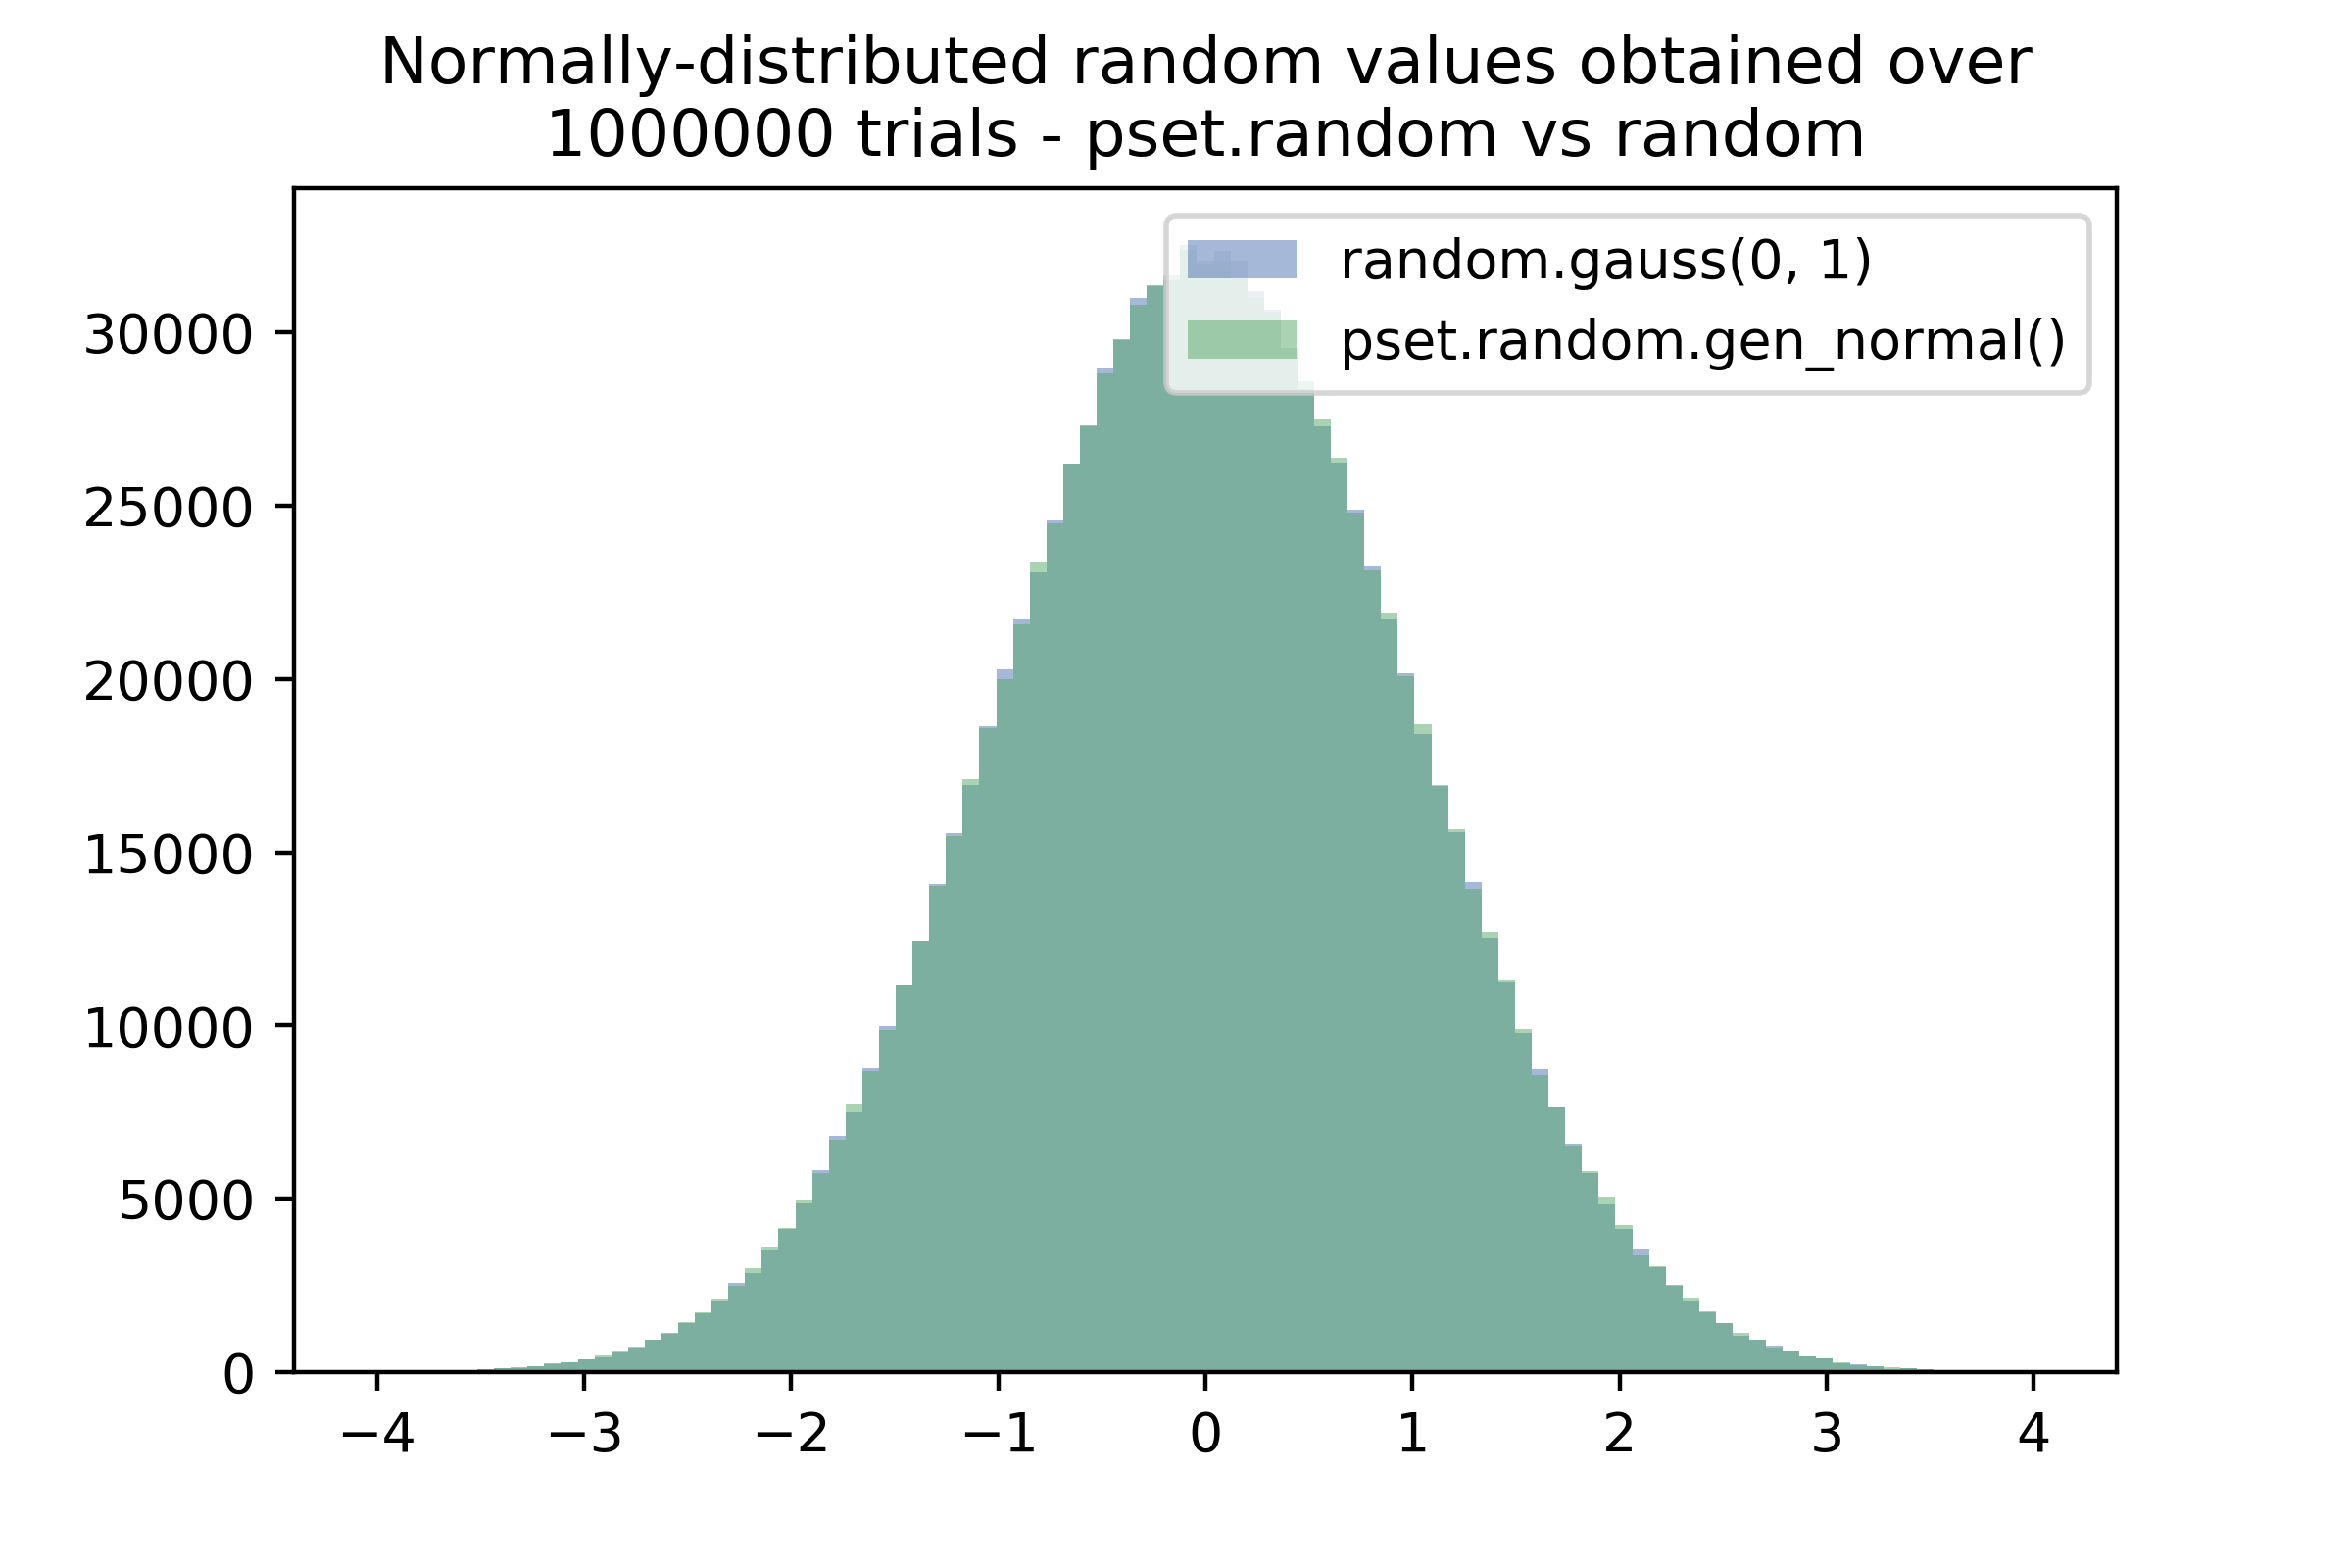 Normally-distributed random values obtained over
1000000 trials - pset.random vs random
random.gauss(0, 1)
pset.random.gen_normal()
30000
25000
20000
15000
10000
5000
0
−4 −3 −2 −1 0 1 2 3 4